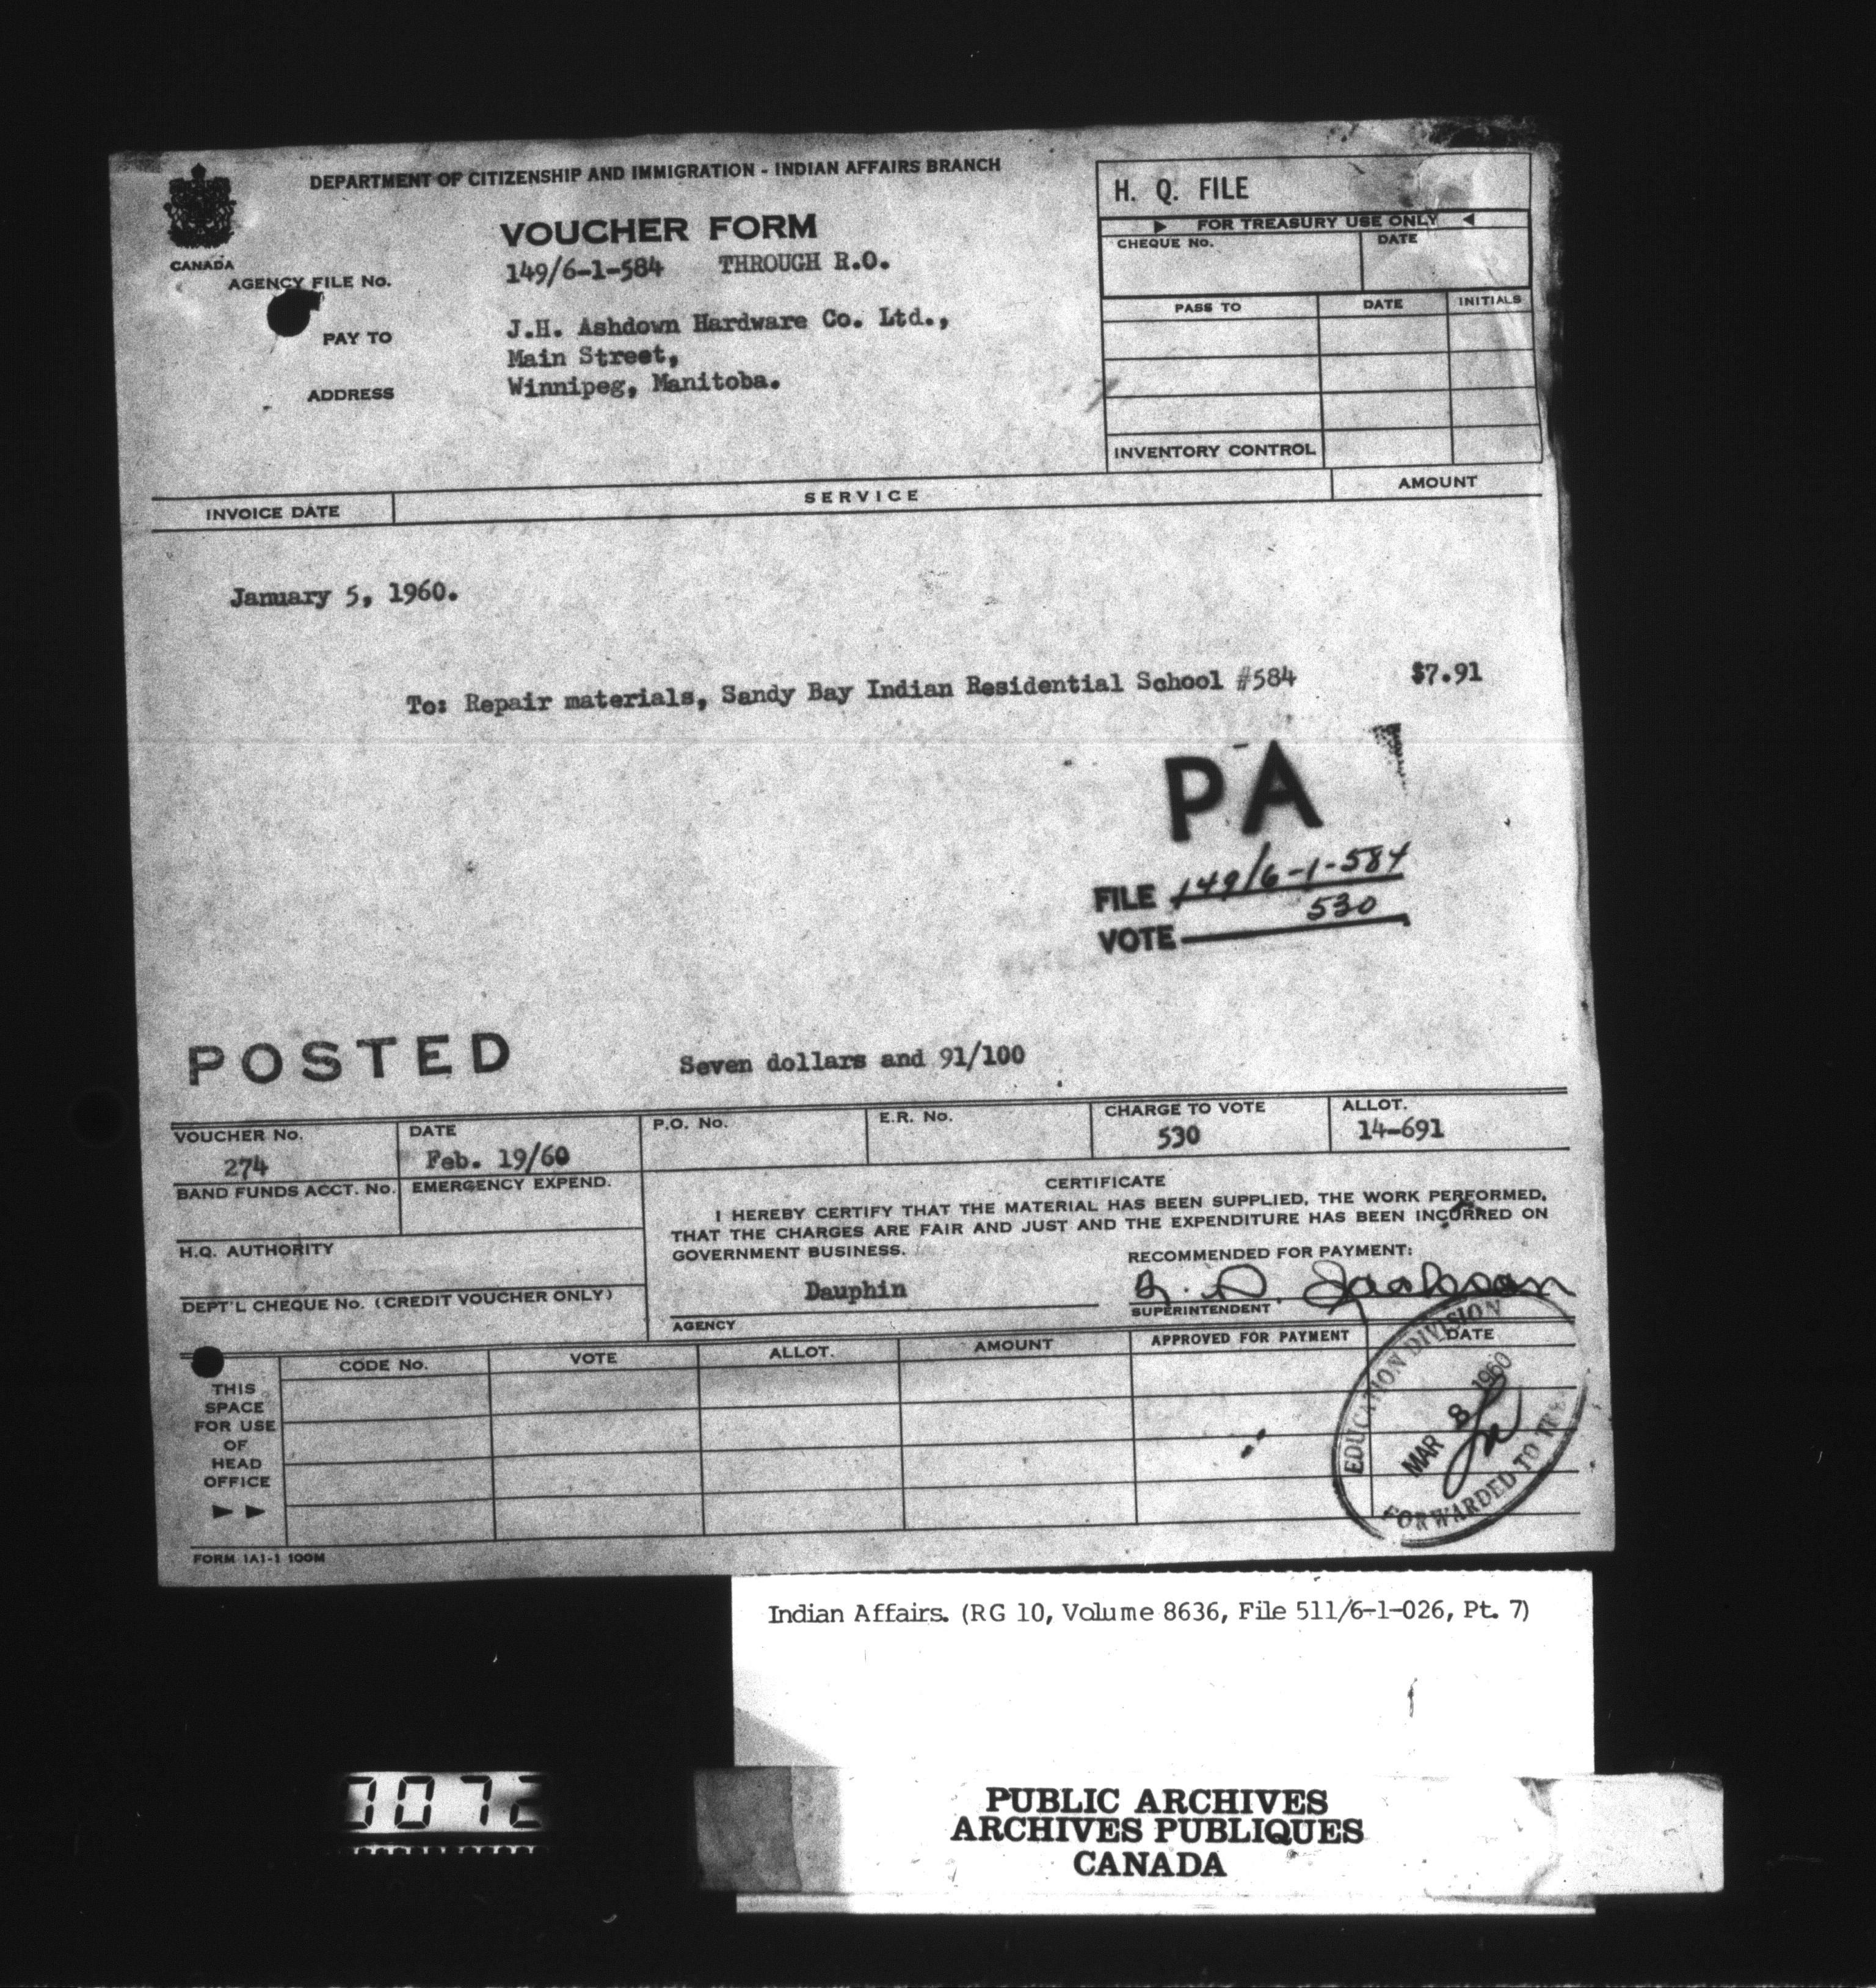 DEPARTMENT OF CITIZENSHIP AND IMMIGRATION - INDIAN AFFAIRS BRANCH
CANADA
VOUCHER FORM
AGENCY FILE No. 149/6-1-584 THROUGH R.O.
PAY TO J.H. Ashdown Hardware Co. Ltd.,
Main Street,
ADDRESS Winnipeg, Manitoba.
H. Q. FILE
FOR TREASURY USE ONLY
CHEQUE No. DATE
PASS TO DATE INITIALS
INVENTORY CONTROL
INVOICE DATE SERVICE AMOUNT
January 5, 1960.
To: Repair materials, Sandy Bay Indian Residential School #584 $7.91
PA
FILE 149/6-1-584
VOTE 530
POSTED
Seven dollars and 91/100
VOUCHER No. DATE P.O. No. E.R. No. CHARGE TO VOTE ALLOT.
274 Feb. 19/60 530 14-691
BAND FUNDS ACCT. No. EMERGENCY EXPEND.
H.Q. AUTHORITY
DEPT'L CHEQUE No. (CREDIT VOUCHER ONLY)
CERTIFICATE
I HEREBY CERTIFY THAT THE MATERIAL HAS BEEN SUPPLIED, THE WORK PERFORMED,
THAT THE CHARGES ARE FAIR AND JUST AND THE EXPENDITURE HAS BEEN INCURRED ON
GOVERNMENT BUSINESS.
RECOMMENDED FOR PAYMENT:
Dauphin
AGENCY
Jackson
SUPERINTENDENT
CODE No. VOTE ALLOT. AMOUNT APPROVED FOR PAYMENT DATE
THIS
SPACE
FOR USE
OF
HEAD
OFFICE
EDUCATION DIVISION
MAR 8 1960
FORWARDED TO
FORM 1A1-1 100M
Indian Affairs. (RG 10, Volume 8636, File 511/6-1-026, Pt. 7)
0072
PUBLIC ARCHIVES
ARCHIVES PUBLIQUES
CANADA